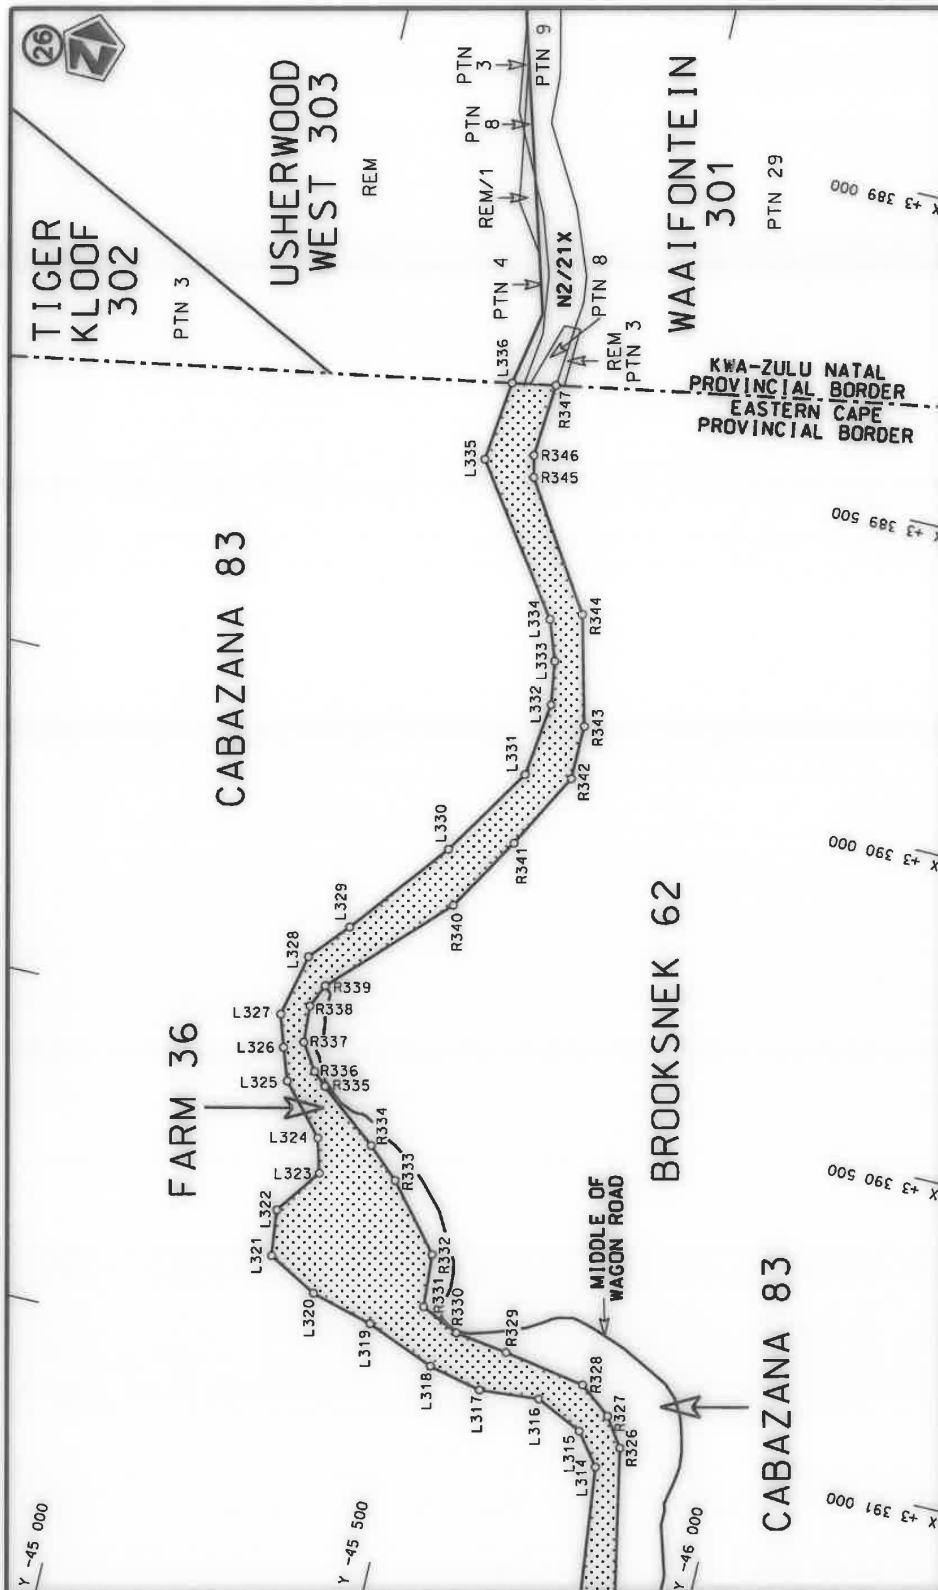 26
N
TIGER
KLOOF
302
PTN 3
USHERWOOD
WEST 303
REM
PTN
3
PTN 9
PTN
8
REM/1
PTN 4
N2/21X
PTN 8
REM
PTN 3
WAAIFONTEIN
301
PTN 29
X +3 389 000
KWA-ZULU NATAL
PROVINCIAL BORDER
EASTERN CAPE
PROVINCIAL BORDER
L336
R347
L335
R346
R345
X +3 389 500
CABAZANA 83
L334
R344
L333
L332
R343
L331
R342
L330
R341
X +3 390 000
L329
R340
L328
R339
L327
R338
L326
R337
L325
R336
R335
FARM 36
L324
R334
L323
R333
BROOKSNEK 62
X +3 390 500
L322
L321
R332
R331
L320
R330
MIDDLE OF
WAGON ROAD
L319
R329
L318
R328
L317
R327
L316
R326
L315
L314
CABAZANA 83
X +3 391 000
Y -45 000
Y -45 500
Y -46 000